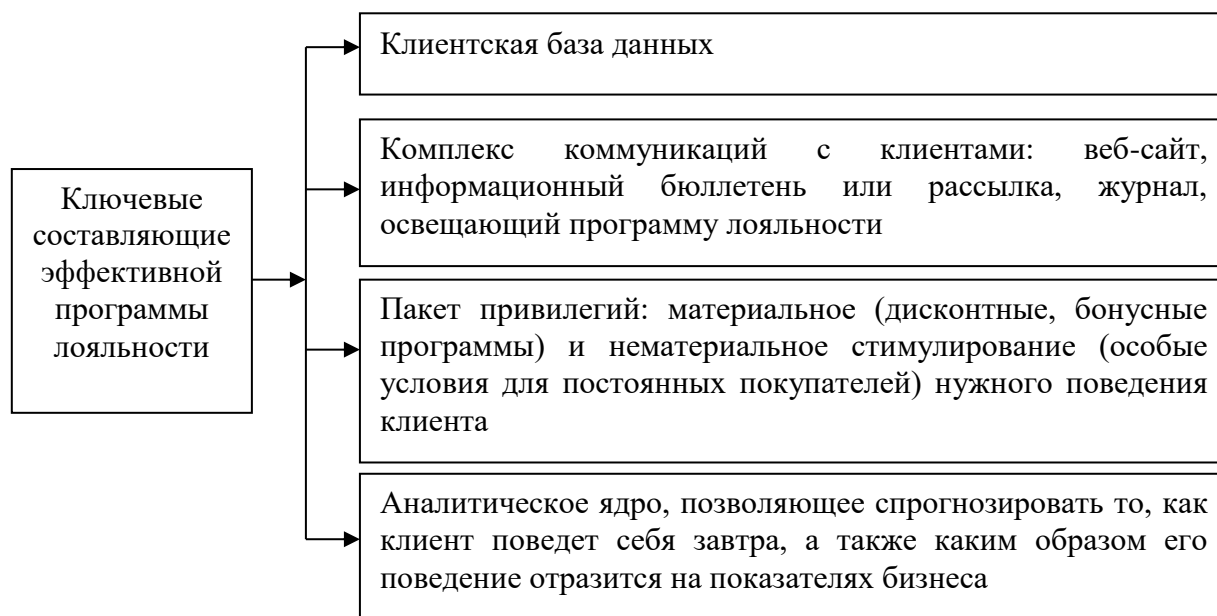 Ключевые
составляющие
эффективной
программы
лояльности
Клиентская база данных
Комплекс коммуникаций с клиентами: веб-сайт,
информационный бюллетень или рассылка, журнал,
освещающий программу лояльности
Пакет привилегий: материальное (дисконтные, бонусные
программы) и нематериальное стимулирование (особые
условия для постоянных покупателей) нужного поведения
клиента
Аналитическое ядро, позволяющее спрогнозировать то, как
клиент поведет себя завтра, а также каким образом его
поведение отразится на показателях бизнеса